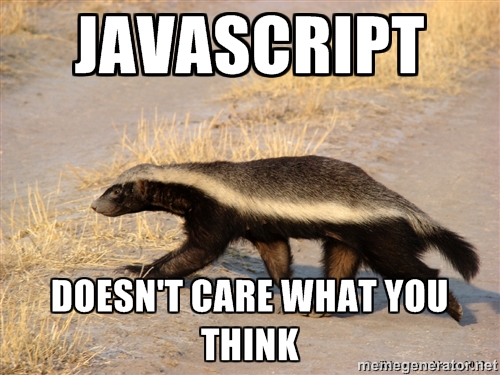 JAVASCRIPT
DOESN'T CARE WHAT YOU
THINK
memegenerator.net